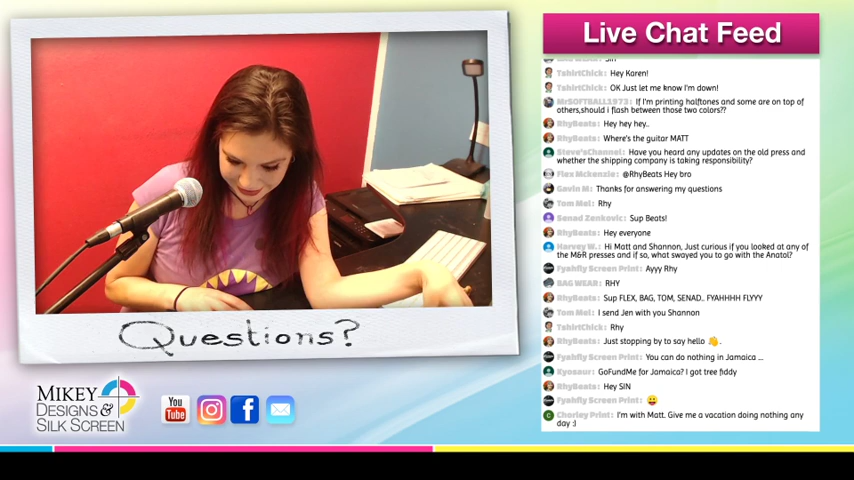 Live Chat Feed
TshirtChick: Hey Karen!
TshirtChick: OK Just let me know I'm down!
MrSOFTBALL1973: If I'm printing halftones and some are on top of
others,should i flash between those two colors??
RhyBeats: Hey hey hey..
RhyBeats: Where's the guitar MATT
Steve'sChannel: Have you heard any updates on the old press and
whether the shipping company is taking responsibility?
Flex Mckenzie: @RhyBeats Hey bro
Gavin M: Thanks for answering my questions
Tom Mel: Rhy
Senad Zenkovic: Sup Beats!
RhyBeats: Hey everyone
Harvey W.: Hi Matt and Shannon, Just curious if you looked at any of
the M&R presses and if so, what swayed you to go with the Anatol?
Fyahfly Screen Print: Ayyy Rhy
BAG WEAR: RHY
RhyBeats: Sup FLEX, BAG, TOM, SENAD.. FYAHHHH FLYYY
Tom Mel: I send Jen with you Shannon
TshirtChick: Rhy
RhyBeats: Just stopping by to say hello 👋.
Fyahfly Screen Print: You can do nothing in Jamaica ...
Kyosaur: GoFundMe for Jamaica? I got tree fiddy
RhyBeats: Hey SIN
Fyahfly Screen Print: 😀
Chorley Print: I'm with Matt. Give me a vacation doing nothing any
day :)
Questions?
MIKEY
DESIGNS &
SILK SCREEN
You
Tube